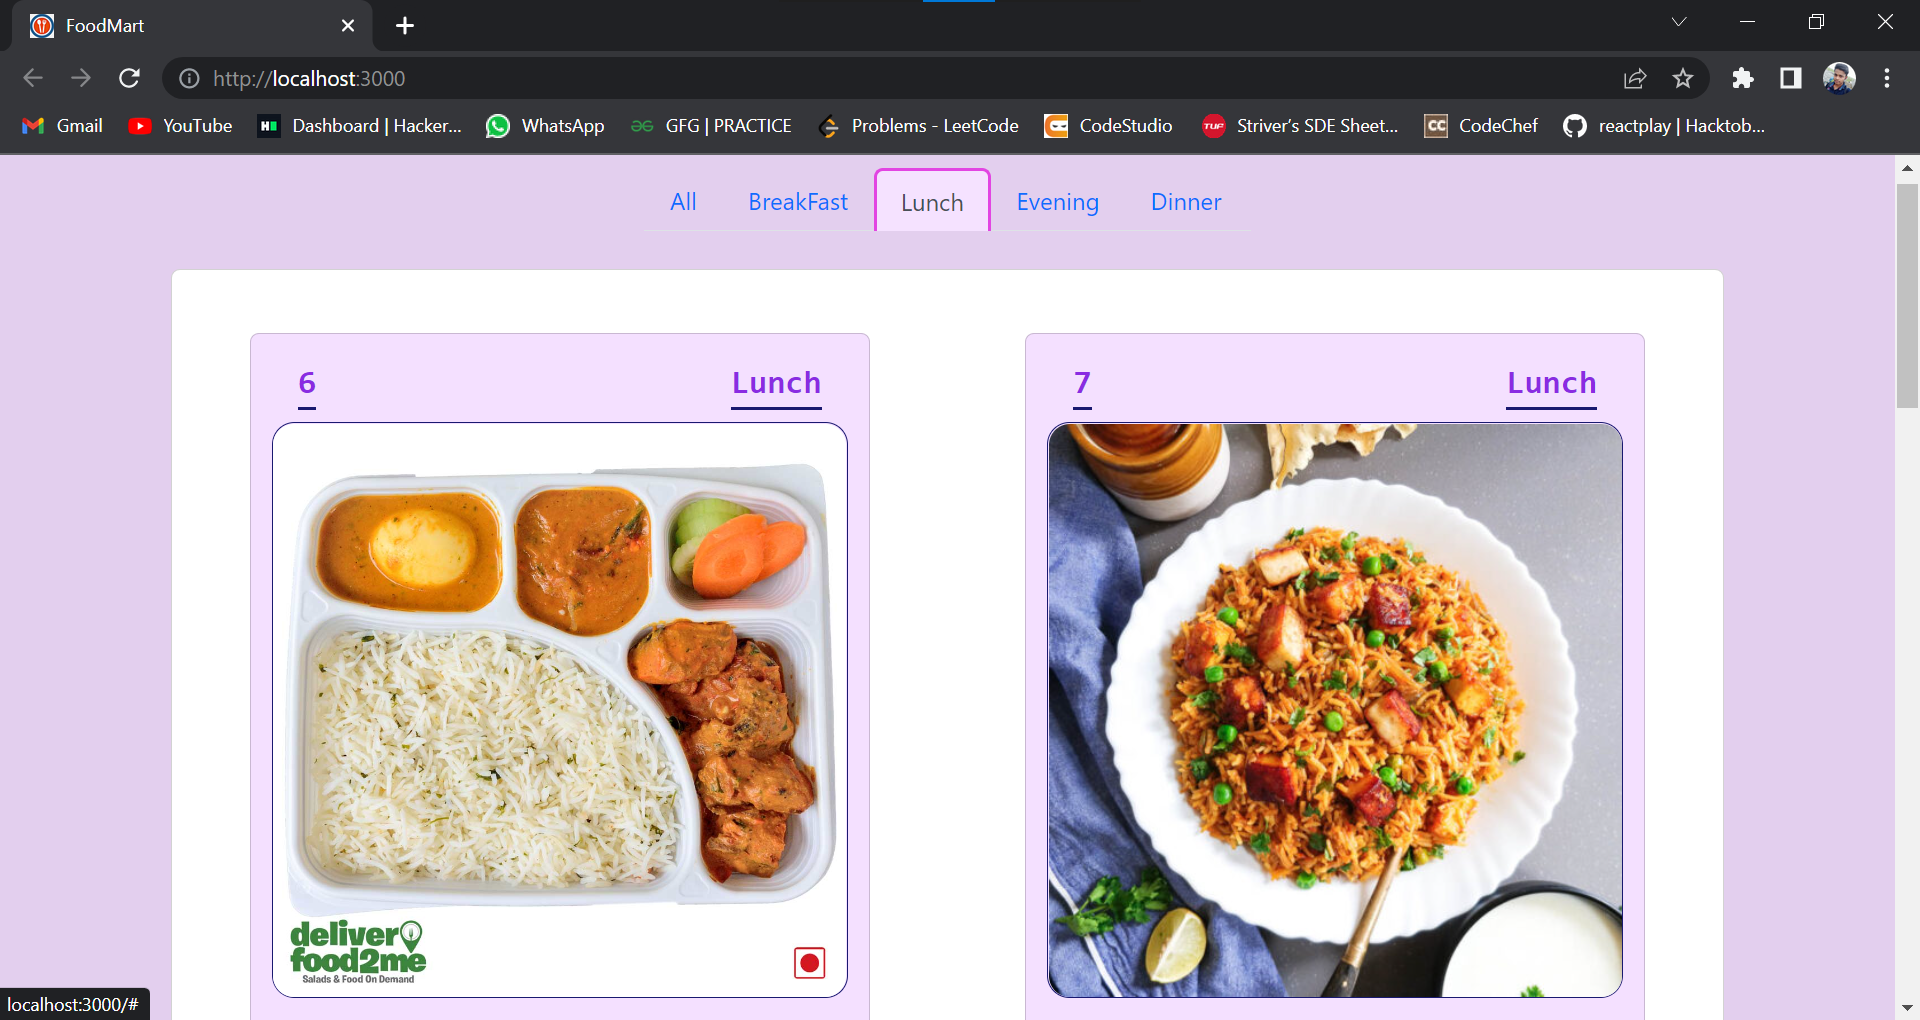 FoodMart
http://localhost:3000
Gmail YouTube Dashboard | Hacker... WhatsApp GFG | PRACTICE Problems - LeetCode CodeStudio Striver's SDE Sheet... CodeChef reactplay | Hacktob...
All BreakFast Lunch Evening Dinner
6 Lunch
7 Lunch
deliver
food2me
Salads & Food On Demand
localhost:3000/#